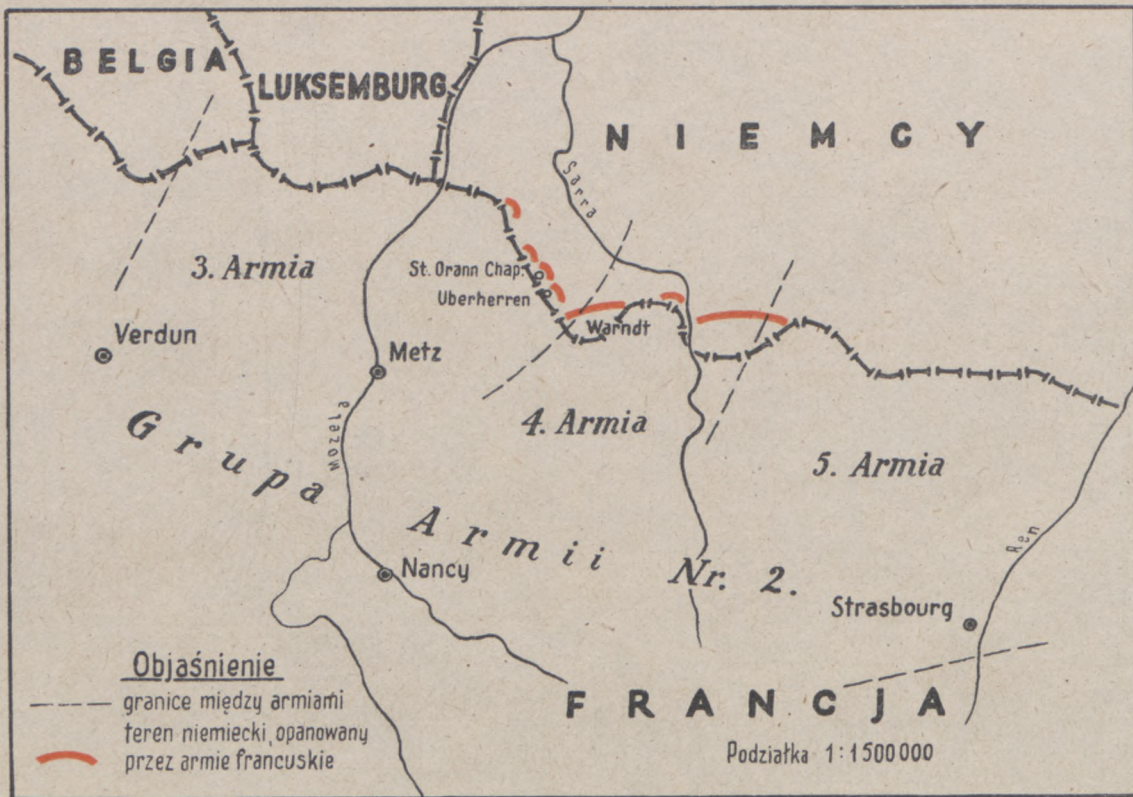 BELGIA
LUKSEMBURG
NIEMCY
Sarra
3. Armia
St. Orann Chap.
Uberherren
Warndt
Verdun
Metz
Mozela
4. Armia
5. Armia
Grupa Armii Nr. 2.
Nancy
Ren
Strasbourg
FRANCJA
Objaśnienie
granice między armiami
teren niemiecki, opanowany
przez armie francuskie
Podziałka 1:1500000